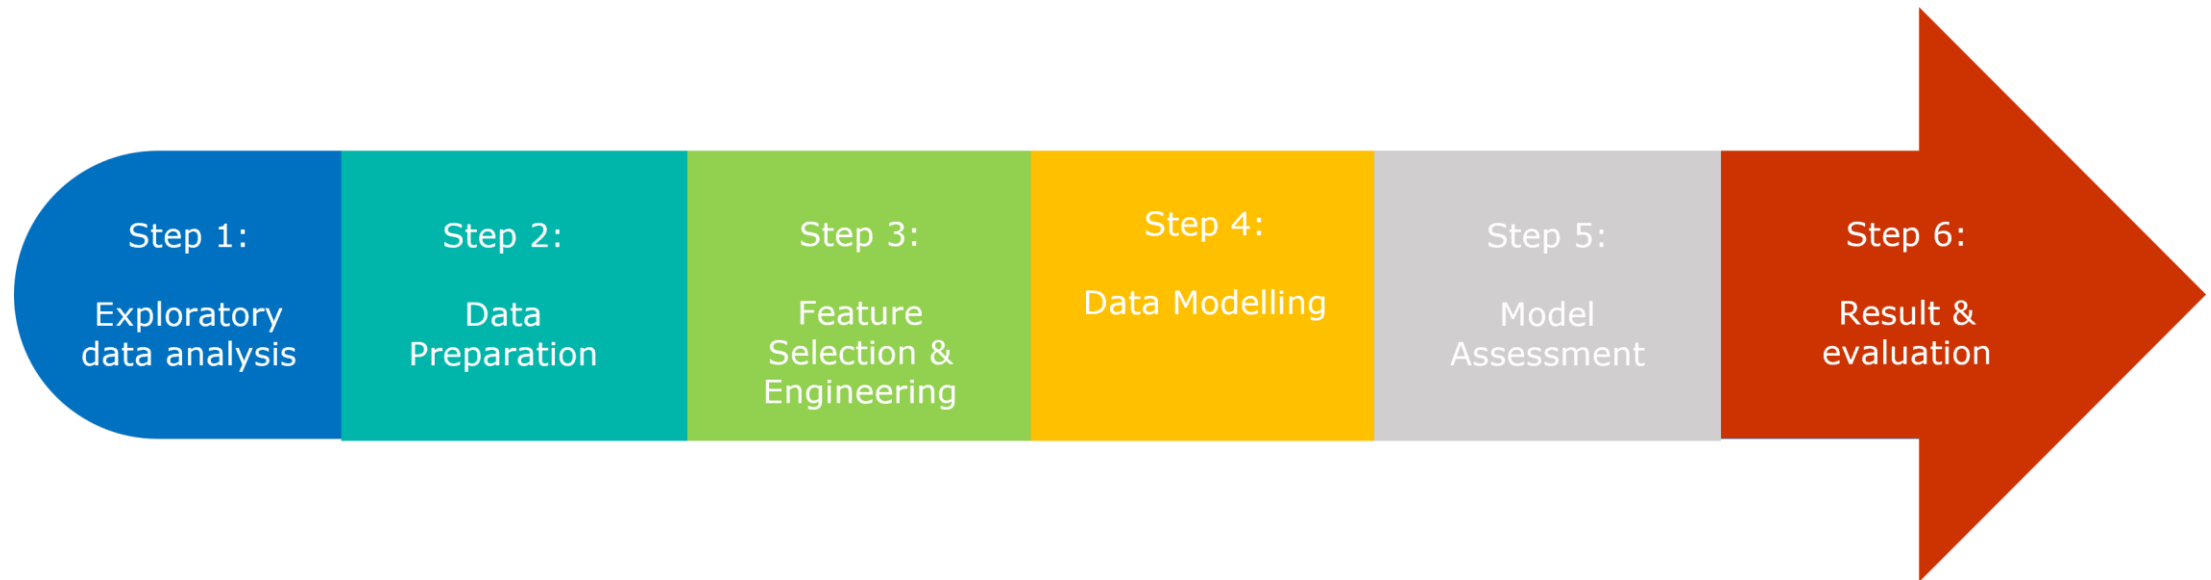 Step 1:
Exploratory
data analysis
Step 2:
Data
Preparation
Step 3:
Feature
Selection &
Engineering
Step 4:
Data Modelling
Step 5:
Model
Assessment
Step 6:
Result &
evaluation